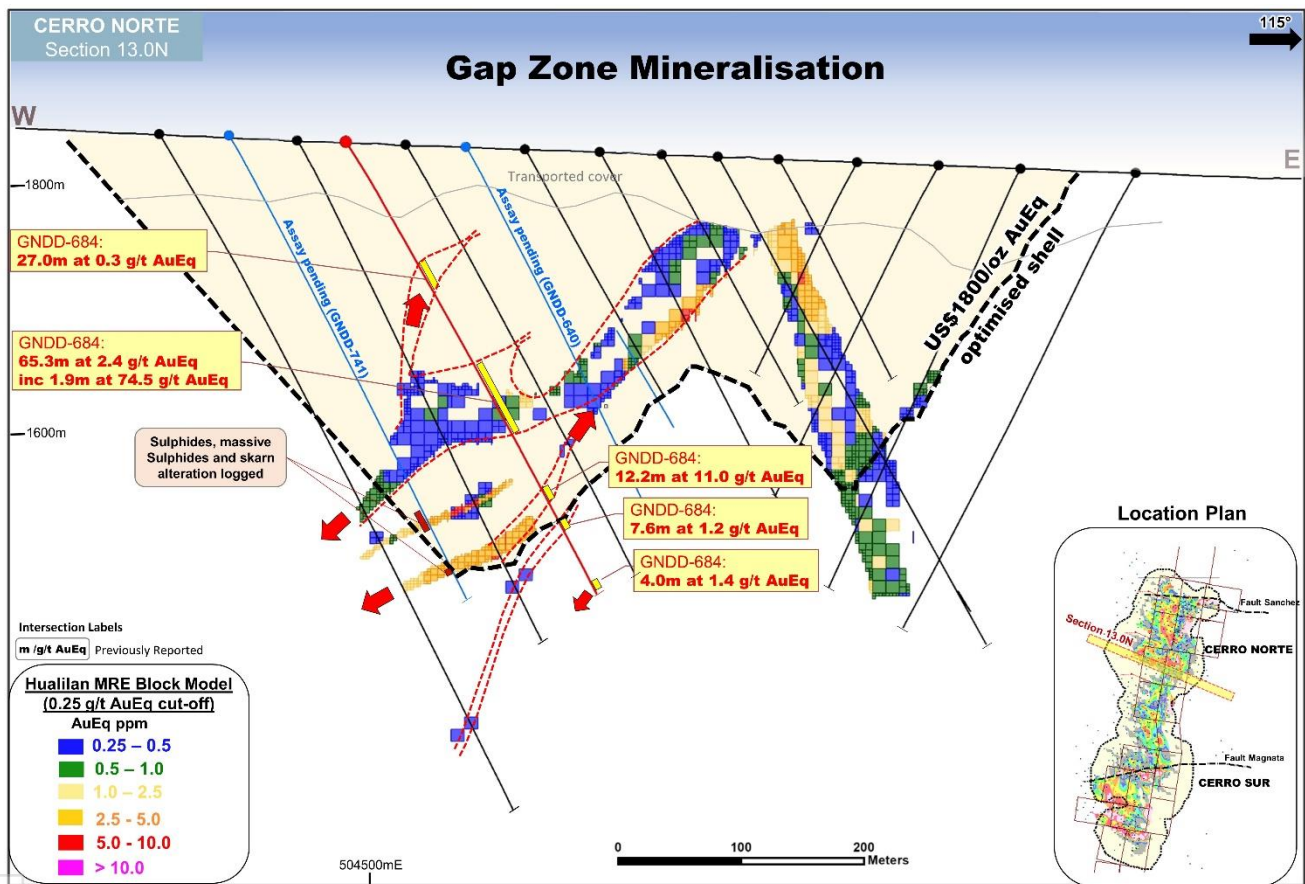 CERRO NORTE
Section 13.0N
115°
Gap Zone Mineralisation
W
E
Transported cover
1800m
GNDD-684:
27.0m at 0.3 g/t AuEq
Assay pending (GNDD-741)
Assay pending (GNDD-640)
US$1800/oz AuEq
optimised shell
GNDD-684:
65.3m at 2.4 g/t AuEq
inc 1.9m at 74.5 g/t AuEq
1600m
Sulphides, massive
Sulphides and skarn
alteration logged
GNDD-684:
12.2m at 11.0 g/t AuEq
GNDD-684:
7.6m at 1.2 g/t AuEq
GNDD-684:
4.0m at 1.4 g/t AuEq
Location Plan
Fault Sanchez
Section 13.0N
CERRO NORTE
Fault Magnata
CERRO SUR
Intersection Labels
m /g/t AuEq Previously Reported
Hualilan MRE Block Model
(0.25 g/t AuEq cut-off)
AuEq ppm
0.25 – 0.5
0.5 – 1.0
1.0 – 2.5
2.5 - 5.0
5.0 - 10.0
> 10.0
504500mE
0 100 200
Meters